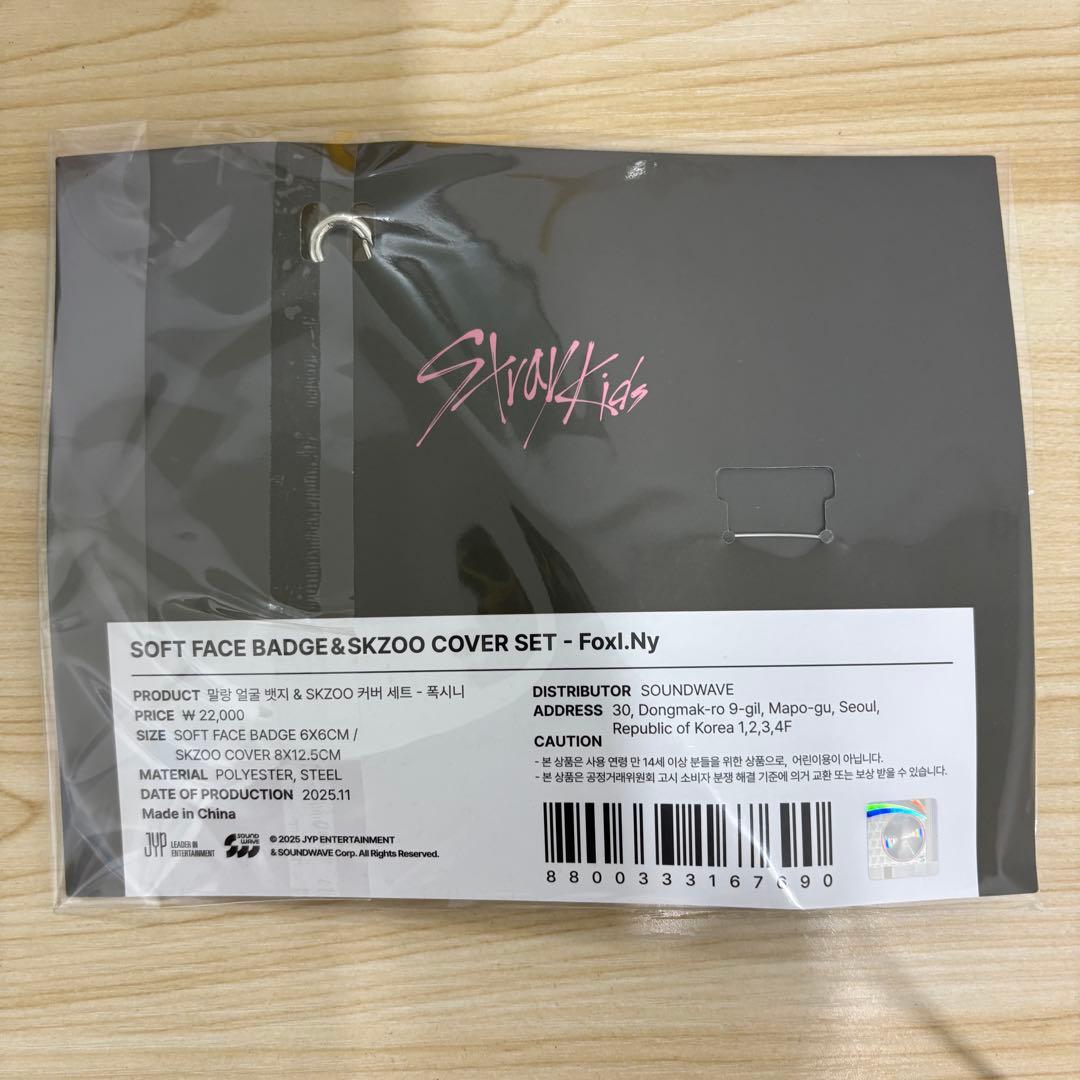 Stray Kids
SOFT FACE BADGE&SKZOO COVER SET - FoxI.Ny
PRODUCT 말랑 얼굴 뱃지 & SKZOO 커버 세트 - 폭시니
PRICE ₩ 22,000
SIZE SOFT FACE BADGE 6X6CM /
SKZOO COVER 8X12.5CM
MATERIAL POLYESTER, STEEL
DATE OF PRODUCTION 2025.11
Made in China
JYP LEADER IN
ENTERTAINMENT
SOUND
WAVE
© 2025 JYP ENTERTAINMENT
& SOUNDWAVE Corp. All Rights Reserved.
DISTRIBUTOR SOUNDWAVE
ADDRESS 30, Dongmak-ro 9-gil, Mapo-gu, Seoul,
Republic of Korea 1,2,3,4F
CAUTION
- 본 상품은 사용 연령 만 14세 이상 분들을 위한 상품으로, 어린이용이 아닙니다.
- 본 상품은 공정거래위원회 고시 소비자 분쟁 해결 기준에 의거 교환 또는 보상 받을 수 있습니다.
8800333167690